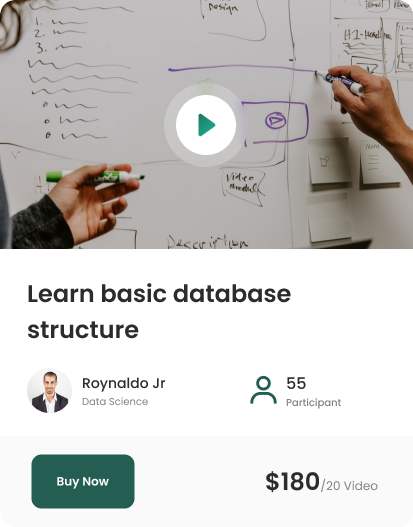 Design
1.
2.
3.
H1-Headline
Video
Module
H
Description
Learn basic database
structure
Roynaldo Jr
Data Science
55
Participant
Buy Now
$180/20 Video